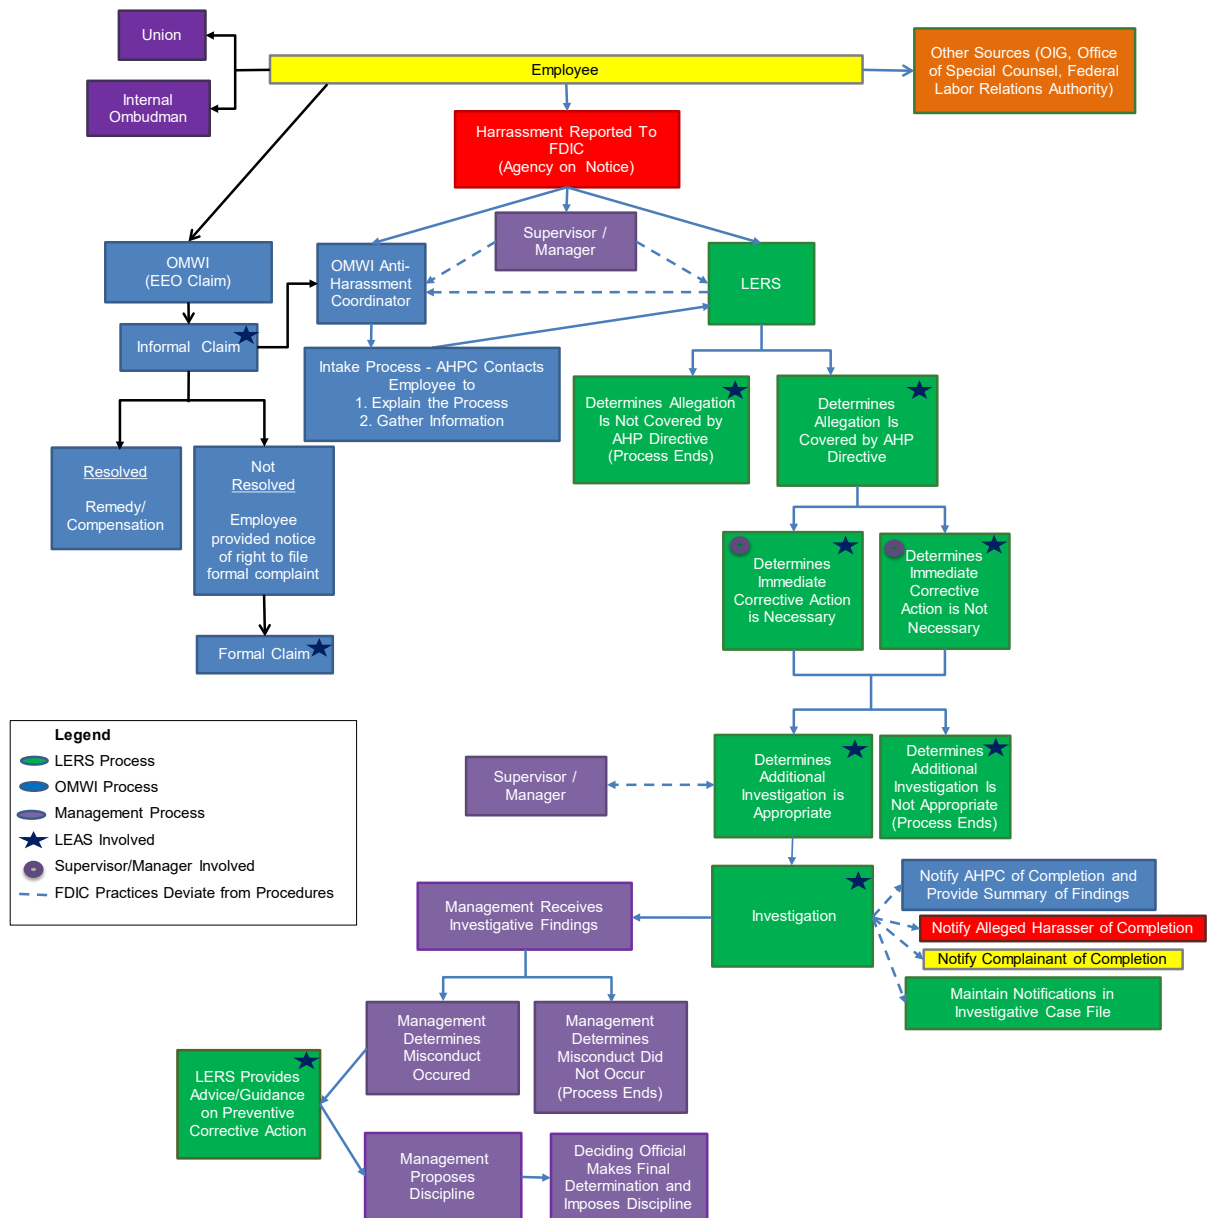 Union
Internal
Ombudman
Employee
Other Sources (OIG, Office
of Special Counsel, Federal
Labor Relations Authority)
Harrassment Reported To
FDIC
(Agency on Notice)
Supervisor /
Manager
OMWI
(EEO Claim)
OMWI Anti-
Harassment
Coordinator
LERS
Informal Claim
Intake Process - AHPC Contacts
Employee to
1. Explain the Process
2. Gather Information
Determines Allegation
Is Not Covered by
AHP Directive
(Process Ends)
Determines
Allegation Is
Covered by AHP
Directive
Resolved
Remedy/
Compensation
Not
Resolved
Employee
provided notice
of right to file
formal complaint
Formal Claim
Determines
Immediate
Corrective Action
is Necessary
Determines
Immediate
Corrective
Action is Not
Necessary
Legend
LERS Process
OMWI Process
Management Process
LEAS Involved
Supervisor/Manager Involved
FDIC Practices Deviate from Procedures
Supervisor /
Manager
Determines
Additional
Investigation is
Appropriate
Determines
Additional
Investigation Is
Not Appropriate
(Process Ends)
Management Receives
Investigative Findings
Investigation
Notify AHPC of Completion and
Provide Summary of Findings
Notify Alleged Harasser of Completion
Notify Complainant of Completion
Maintain Notifications in
Investigative Case File
Management
Determines
Misconduct
Occured
Management
Determines
Misconduct Did
Not Occur
(Process Ends)
LERS Provides
Advice/Guidance
on Preventive
Corrective Action
Management
Proposes
Discipline
Deciding Official
Makes Final
Determination and
Imposes Discipline